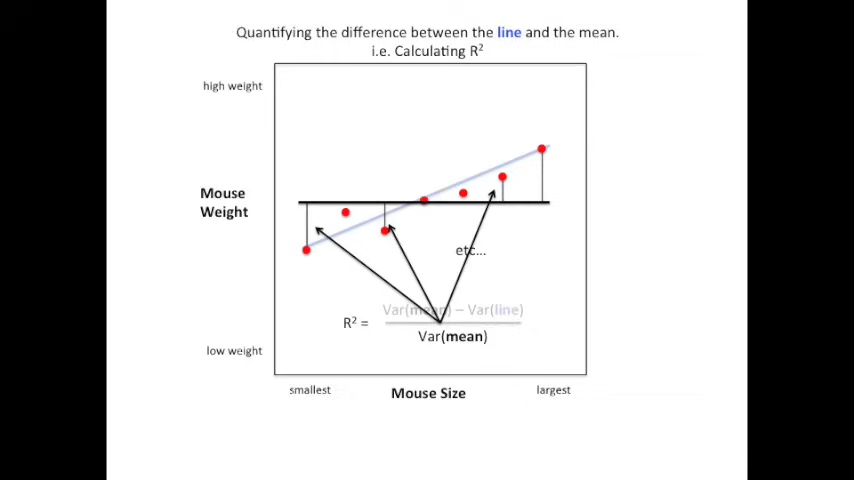 Quantifying the difference between the line and the mean.
i.e. Calculating R²
high weight
Mouse
Weight
etc...
Var(mean) – Var(line)
R² =
Var(mean)
low weight
smallest
Mouse Size
largest